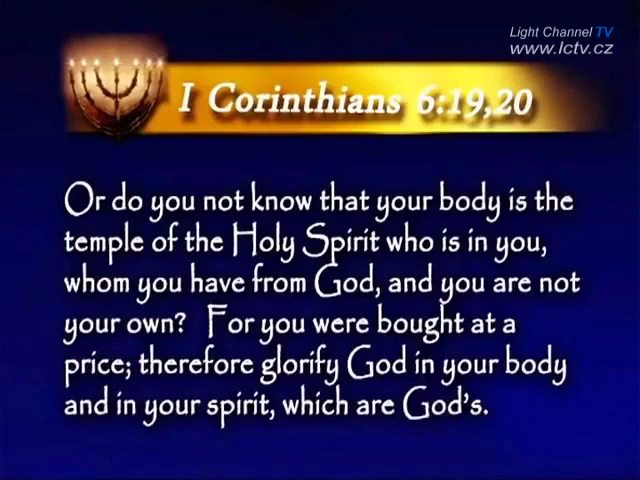 Light Channel TV
www.lctv.cz
I Corinthians 6:19,20
Or do you not know that your body is the
temple of the Holy Spirit who is in you,
whom you have from God, and you are not
your own? For you were bought at a
price; therefore glorify God in your body
and in your spirit, which are God's.